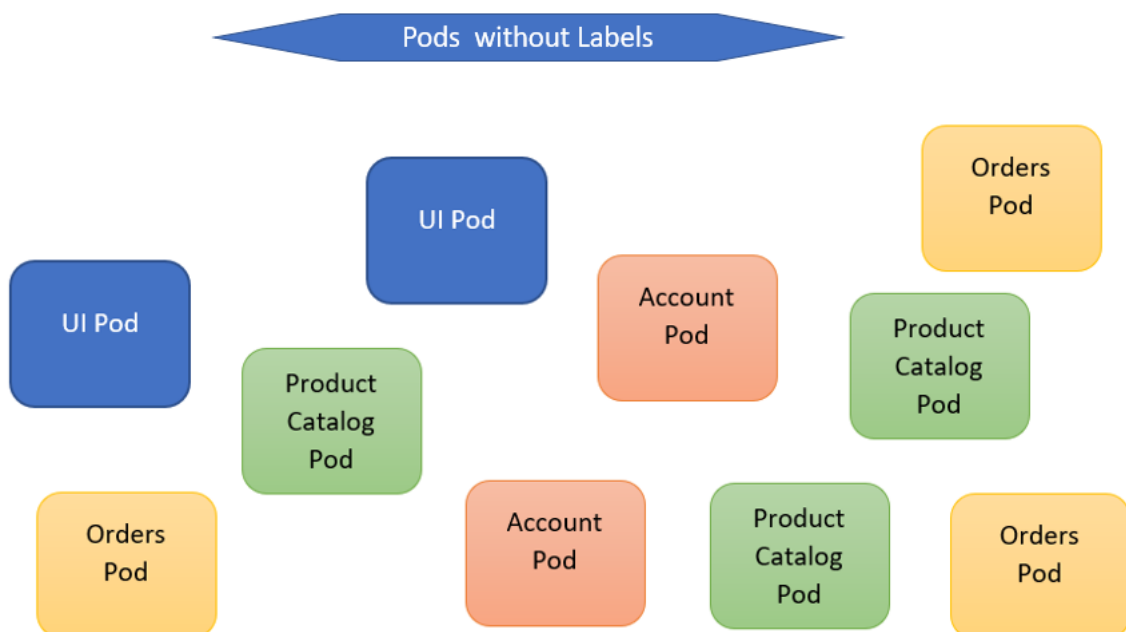 Pods  without Labels
Orders
Pod
UI Pod
Account
Pod
UI Pod
Product
Catalog
Pod
Product
Catalog
Pod
Orders
Pod
Account
Pod
Product
Catalog
Pod
Orders
Pod